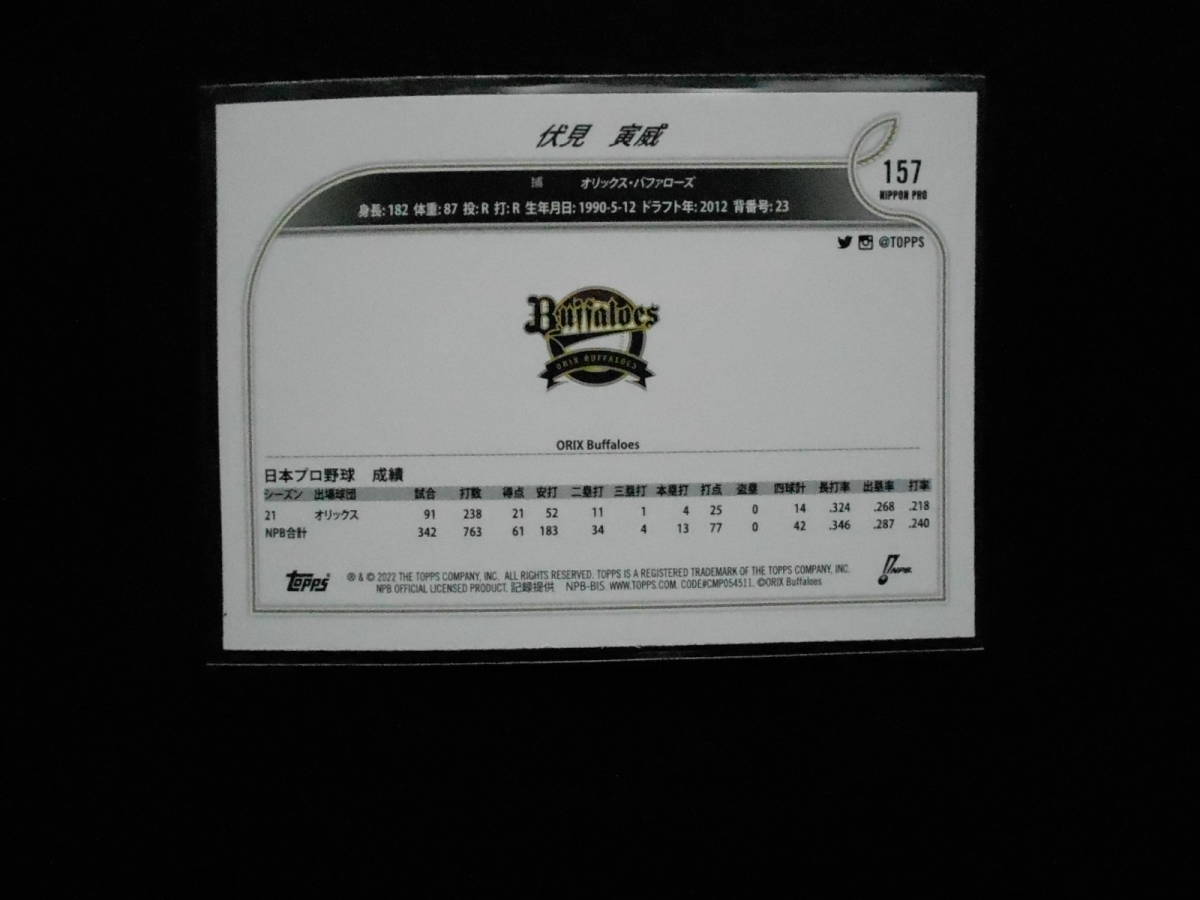 伏見 寅威
157
NIPPON PRO
捕 オリックス・バファローズ
身長: 182 体重: 87 投: R 打: R 生年月日: 1990-5-12 ドラフト年: 2012 背番号: 23
@TOPPS
Buffaloes
ORIX BUFFALOES
ORIX Buffaloes
日本プロ野球 成績
シーズン 出場球団 試合 打数 得点 安打 二塁打 三塁打 本塁打 打点 盗塁 四球計 長打率 出塁率 打率
21 オリックス 91 238 21 52 11 1 4 25 0 14 .324 .268 .218
NPB合計 342 763 61 183 34 4 13 77 0 42 .346 .287 .240
topps
® & © 2022 THE TOPPS COMPANY, INC. ALL RIGHTS RESERVED. TOPPS IS A REGISTERED TRADEMARK OF THE TOPPS COMPANY, INC.
NPB OFFICIAL LICENSED PRODUCT. 記録提供 NPB-BIS WWW.TOPPS.COM. CODE#CMP054511. ©ORIX Buffaloes
NPB